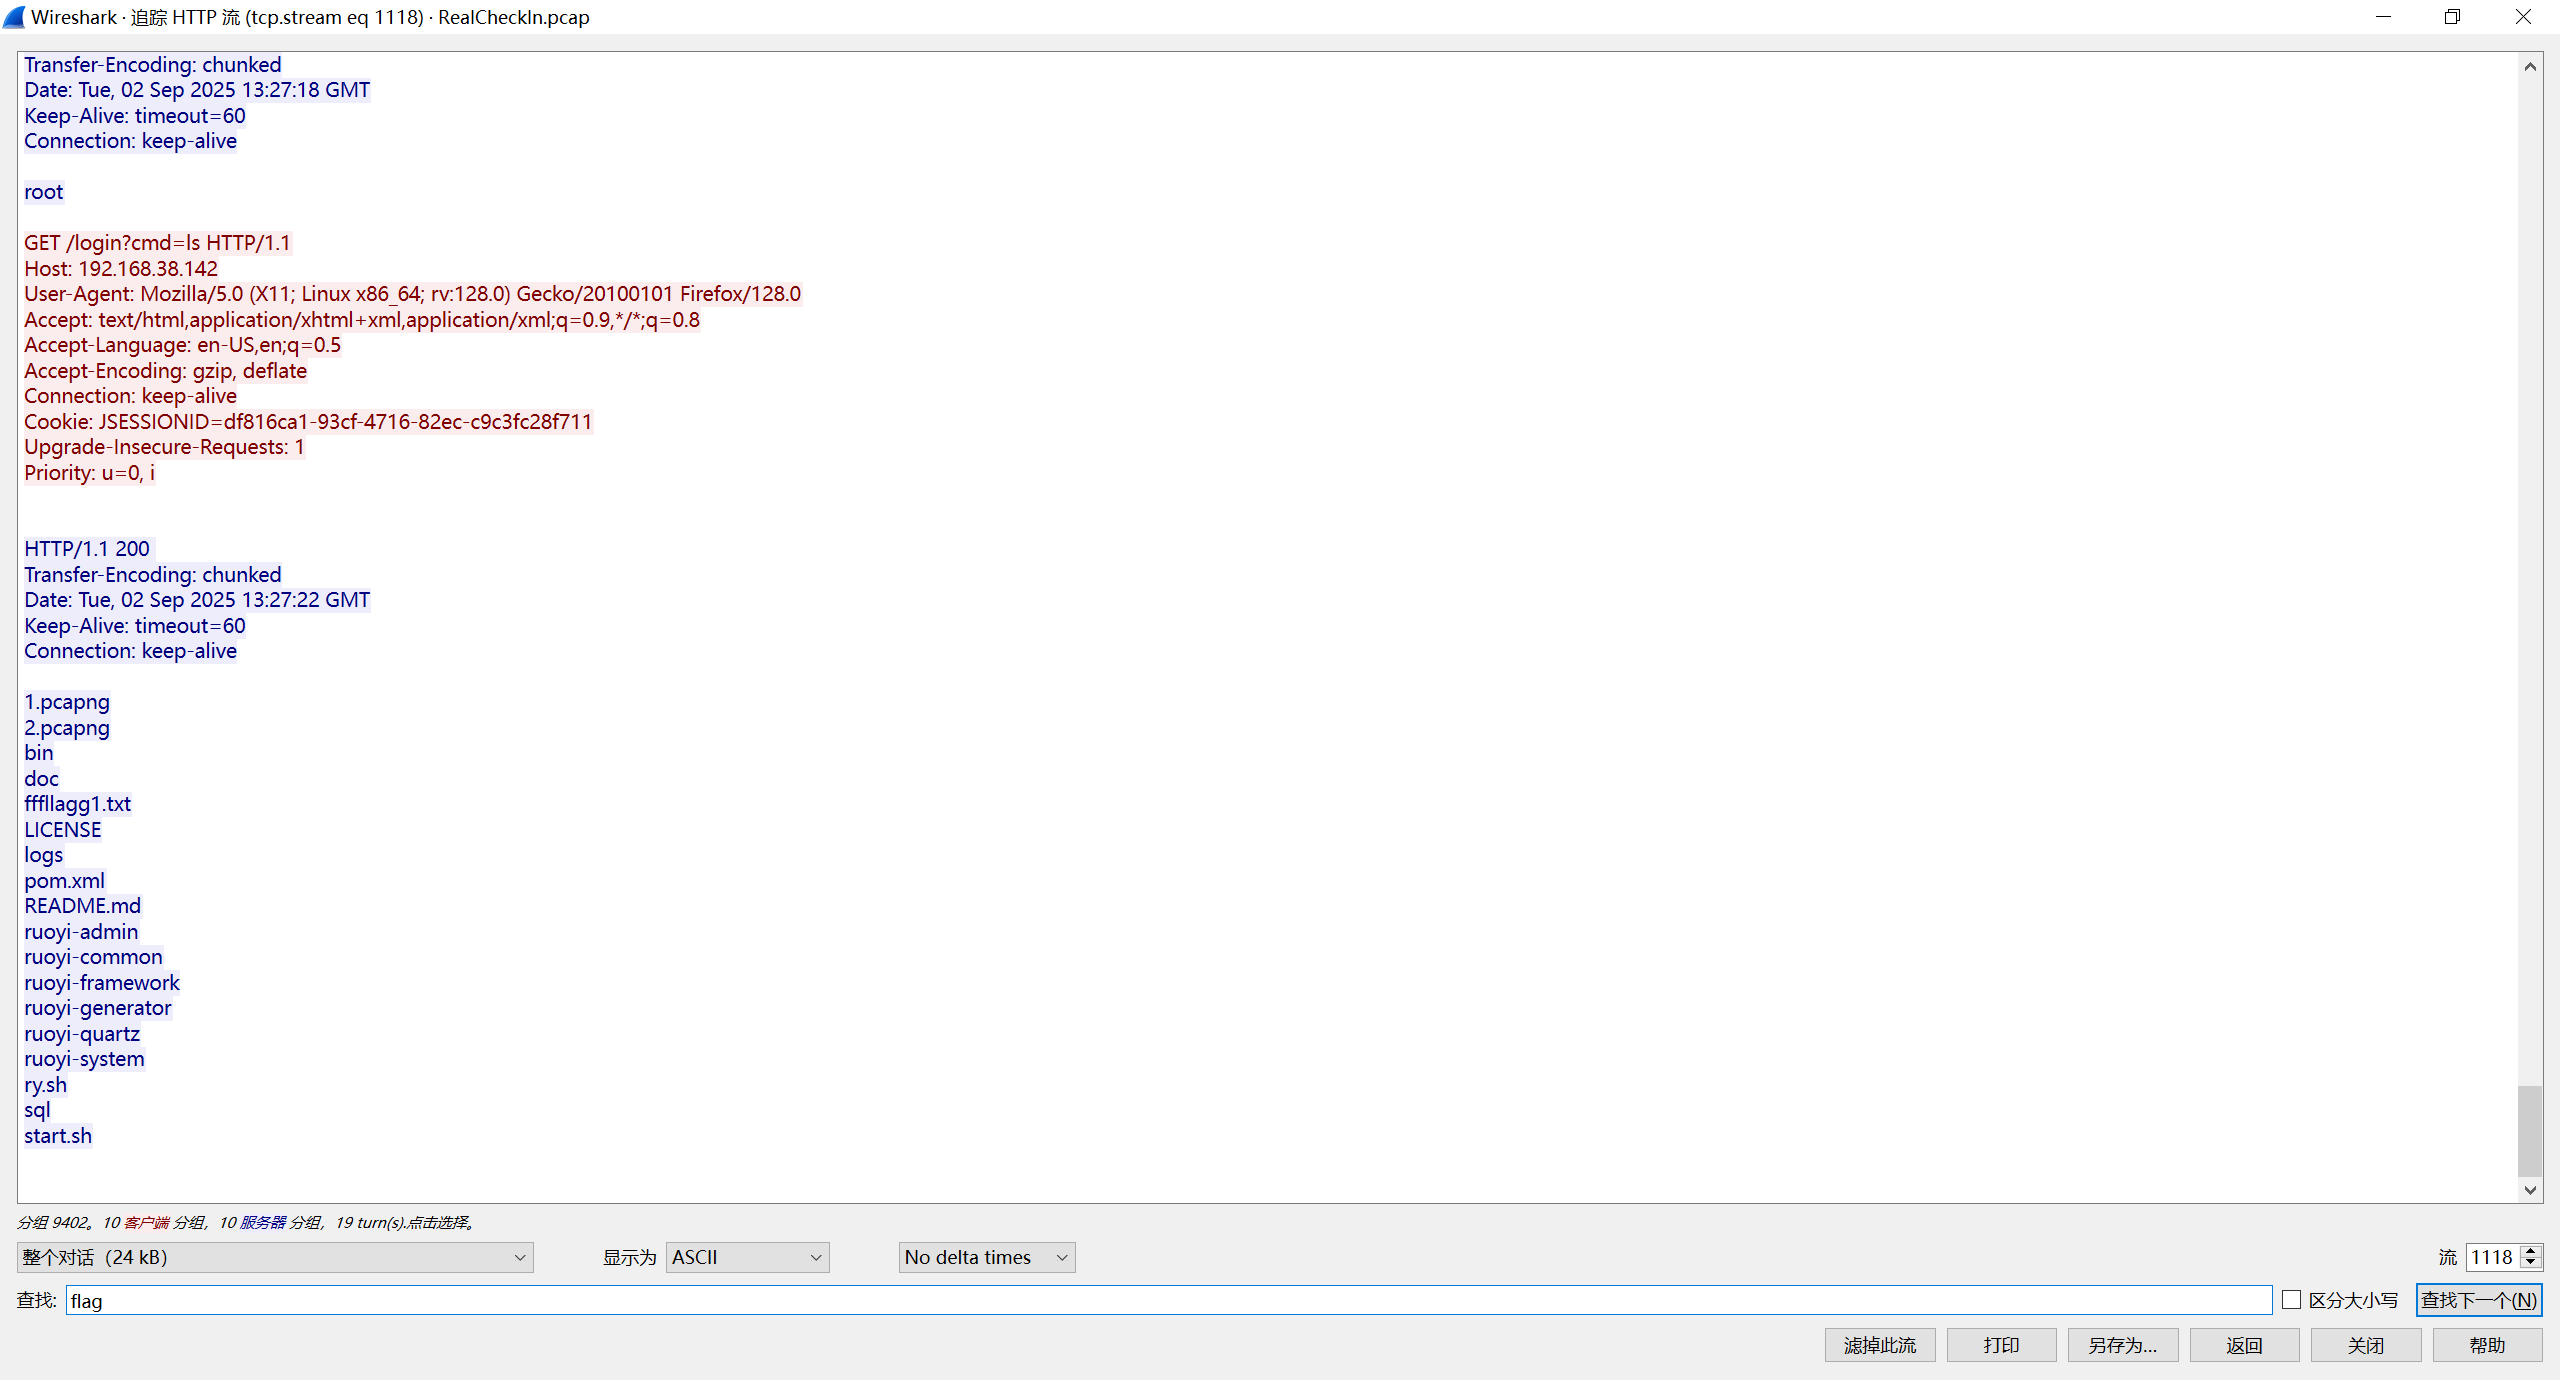 Wireshark · 追踪 HTTP 流 (tcp.stream eq 1118) · RealCheckIn.pcap
Transfer-Encoding: chunked
Date: Tue, 02 Sep 2025 13:27:18 GMT
Keep-Alive: timeout=60
Connection: keep-alive
root
GET /login?cmd=ls HTTP/1.1
Host: 192.168.38.142
User-Agent: Mozilla/5.0 (X11; Linux x86_64; rv:128.0) Gecko/20100101 Firefox/128.0
Accept: text/html,application/xhtml+xml,application/xml;q=0.9,*/*;q=0.8
Accept-Language: en-US,en;q=0.5
Accept-Encoding: gzip, deflate
Connection: keep-alive
Cookie: JSESSIONID=df816ca1-93cf-4716-82ec-c9c3fc28f711
Upgrade-Insecure-Requests: 1
Priority: u=0, i
HTTP/1.1 200
Transfer-Encoding: chunked
Date: Tue, 02 Sep 2025 13:27:22 GMT
Keep-Alive: timeout=60
Connection: keep-alive
1.pcapng
2.pcapng
bin
doc
fffllagg1.txt
LICENSE
logs
pom.xml
README.md
ruoyi-admin
ruoyi-common
ruoyi-framework
ruoyi-generator
ruoyi-quartz
ruoyi-system
ry.sh
sql
start.sh
分组 9402。10 客户端 分组，10 服务器 分组，19 turn(s).点击选择。
整个对话（24 kB） 显示为 ASCII No delta times 流 1118
查找: flag 区分大小写 查找下一个(N)
滤掉此流 打印 另存为... 返回 关闭 帮助